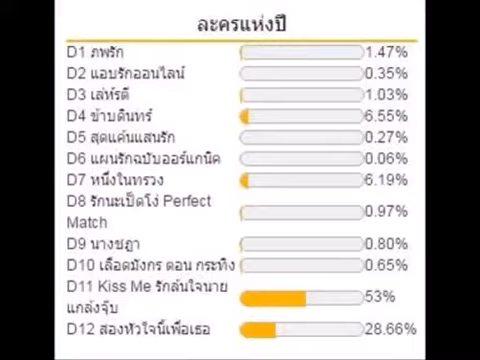 ละครแห่งปี
D1 ภพรัก 1.47%
D2 แอบรักออนไลน์ 0.35%
D3 เล่ห์รตี 1.03%
D4 ข้าบดินทร์ 6.55%
D5 สุดแค้นแสนรัก 0.27%
D6 แผนรักฉบับออร์แกนิค 0.06%
D7 หนึ่งในทรวง 6.19%
D8 รักนะเป็ดโง่ Perfect
Match 0.97%
D9 นางชฎา 0.80%
D10 เลือดมังกร ตอน กระทิง 0.65%
D11 Kiss Me รักล้นใจนาย
แกล้งจุ๊บ 53%
D12 สองหัวใจนี้เพื่อเธอ 28.66%